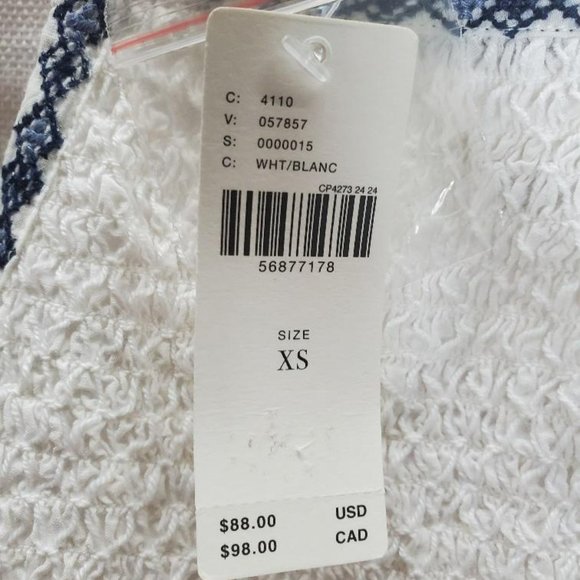 C: 4110
V: 057857
S: 0000015
C: WHT/BLANC
CP4273 24 24
56877178
SIZE
XS
$88.00 USD
$98.00 CAD